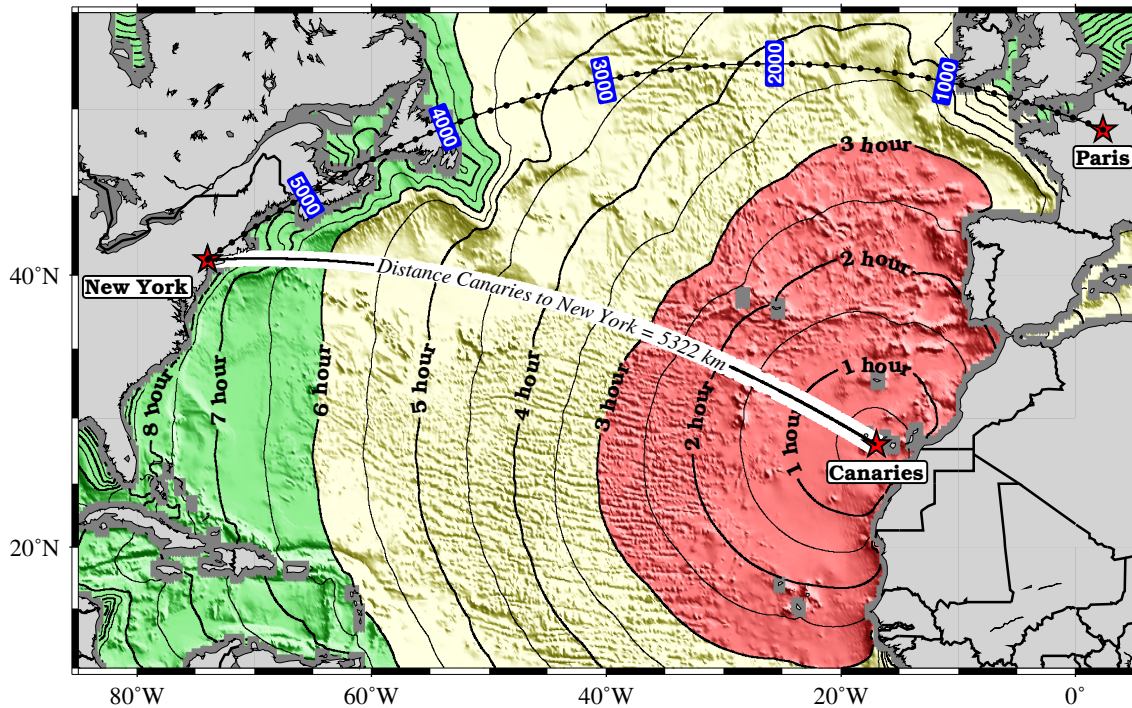 1000
2000
3000
4000
5000
3 hour
Paris
40°N
New York
2 hour
Distance Canaries to New York = 5322 km
1 hour
8 hour
7 hour
6 hour
5 hour
4 hour
3 hour
2 hour
1 hour
Canaries
20°N
80°W
60°W
40°W
20°W
0°